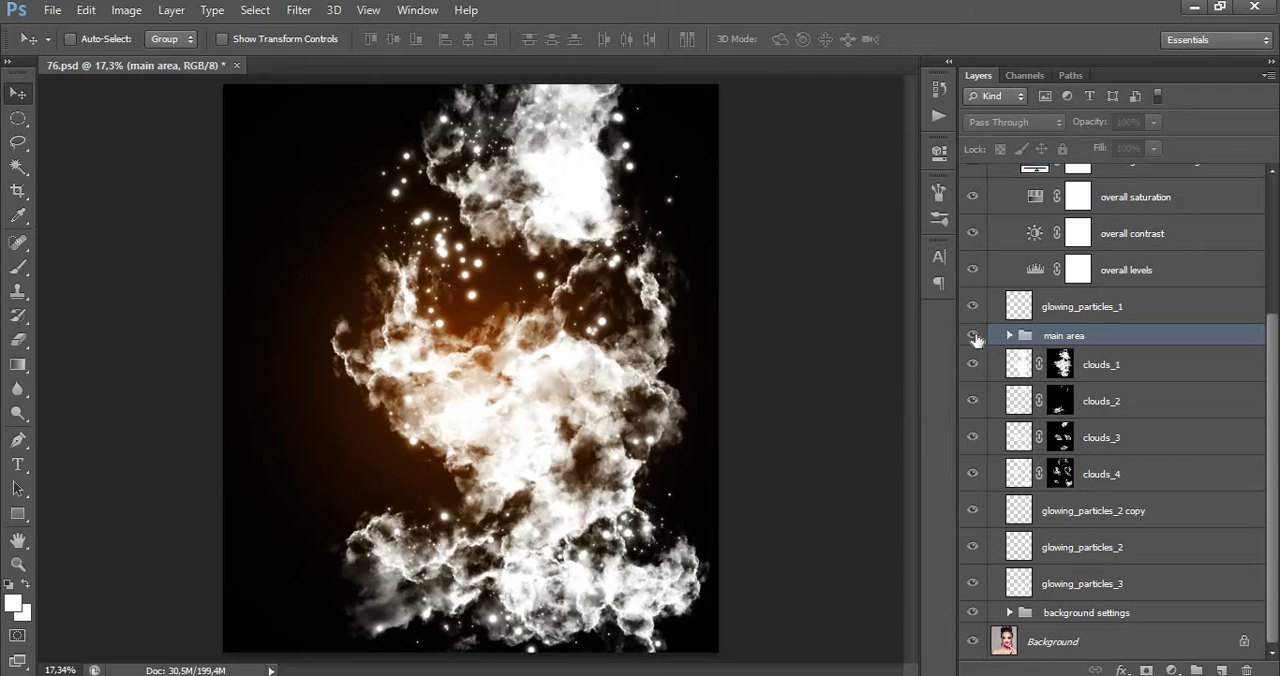 Ps File Edit Image Layer Type Select Filter 3D View Window Help
Auto-Select: Group Show Transform Controls 3D Mode: Essentials
76.psd @ 17,3% (main area, RGB/8) * ×
Layers Channels Paths
Kind
Pass Through Opacity: 100%
Lock: Fill: 100%
overall saturation
overall contrast
overall levels
glowing_particles_1
main area
clouds_1
clouds_2
clouds_3
clouds_4
glowing_particles_2 copy
glowing_particles_2
glowing_particles_3
background settings
Background
17,34% Doc: 30,5M/199,4M